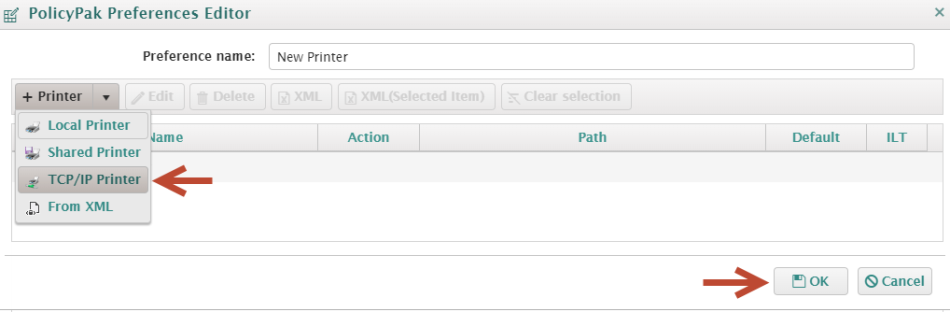 PolicyPak Preferences Editor
Preference name: New Printer
+ Printer Edit Delete XML XML(Selected Item) Clear selection
Local Printer
Name Action Path Default ILT
Shared Printer
TCP/IP Printer
From XML
OK Cancel